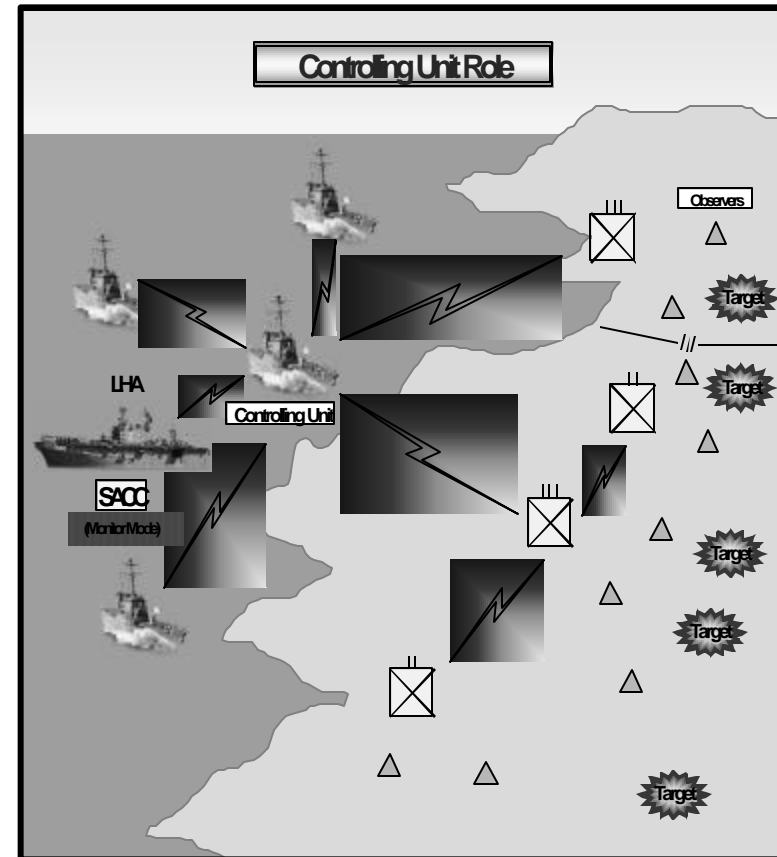 Controlling Unit Role
Observers
Target
Target
LHA
Controlling Unit
SACC
(Monitor Mode)
Target
Target
Target